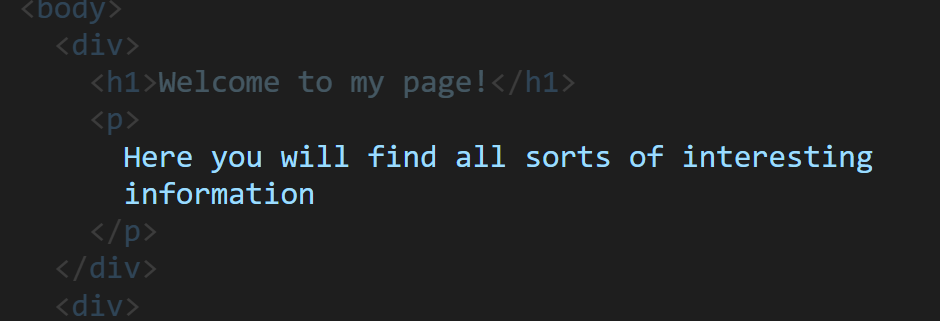 <body>
<div>
<h1>Welcome to my page!</h1>
<p>
Here you will find all sorts of interesting
information
</p>
</div>
<div>